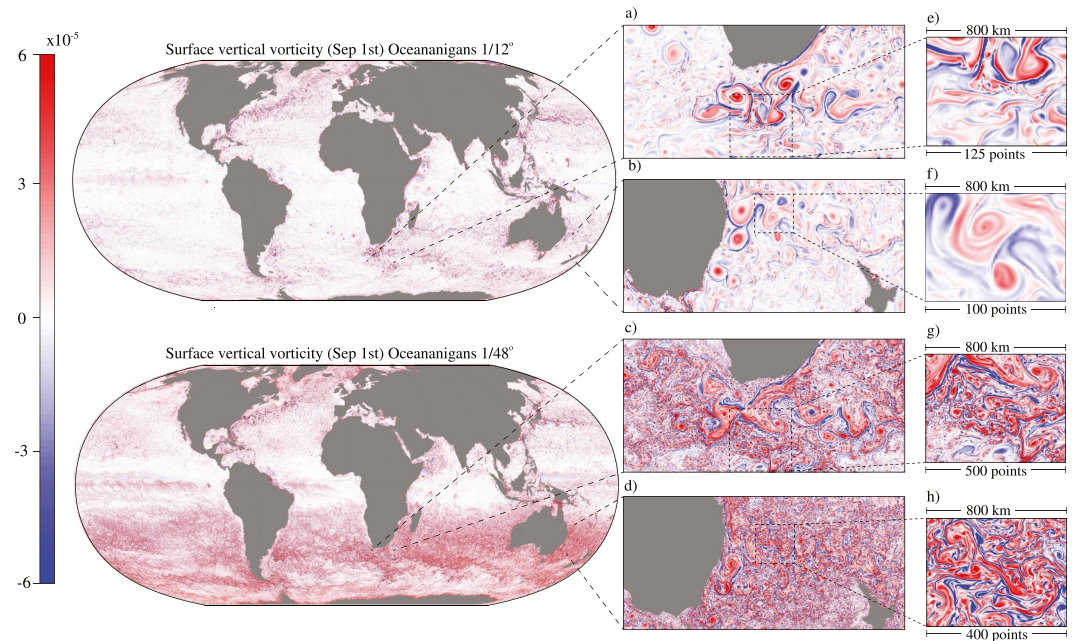 x10-5
6
3
0
-3
-6
Surface vertical vorticity (Sep 1st) Oceananigans 1/12°
Surface vertical vorticity (Sep 1st) Oceananigans 1/48°
a)
b)
c)
d)
e)
800 km
125 points
f)
800 km
100 points
g)
800 km
500 points
h)
800 km
400 points